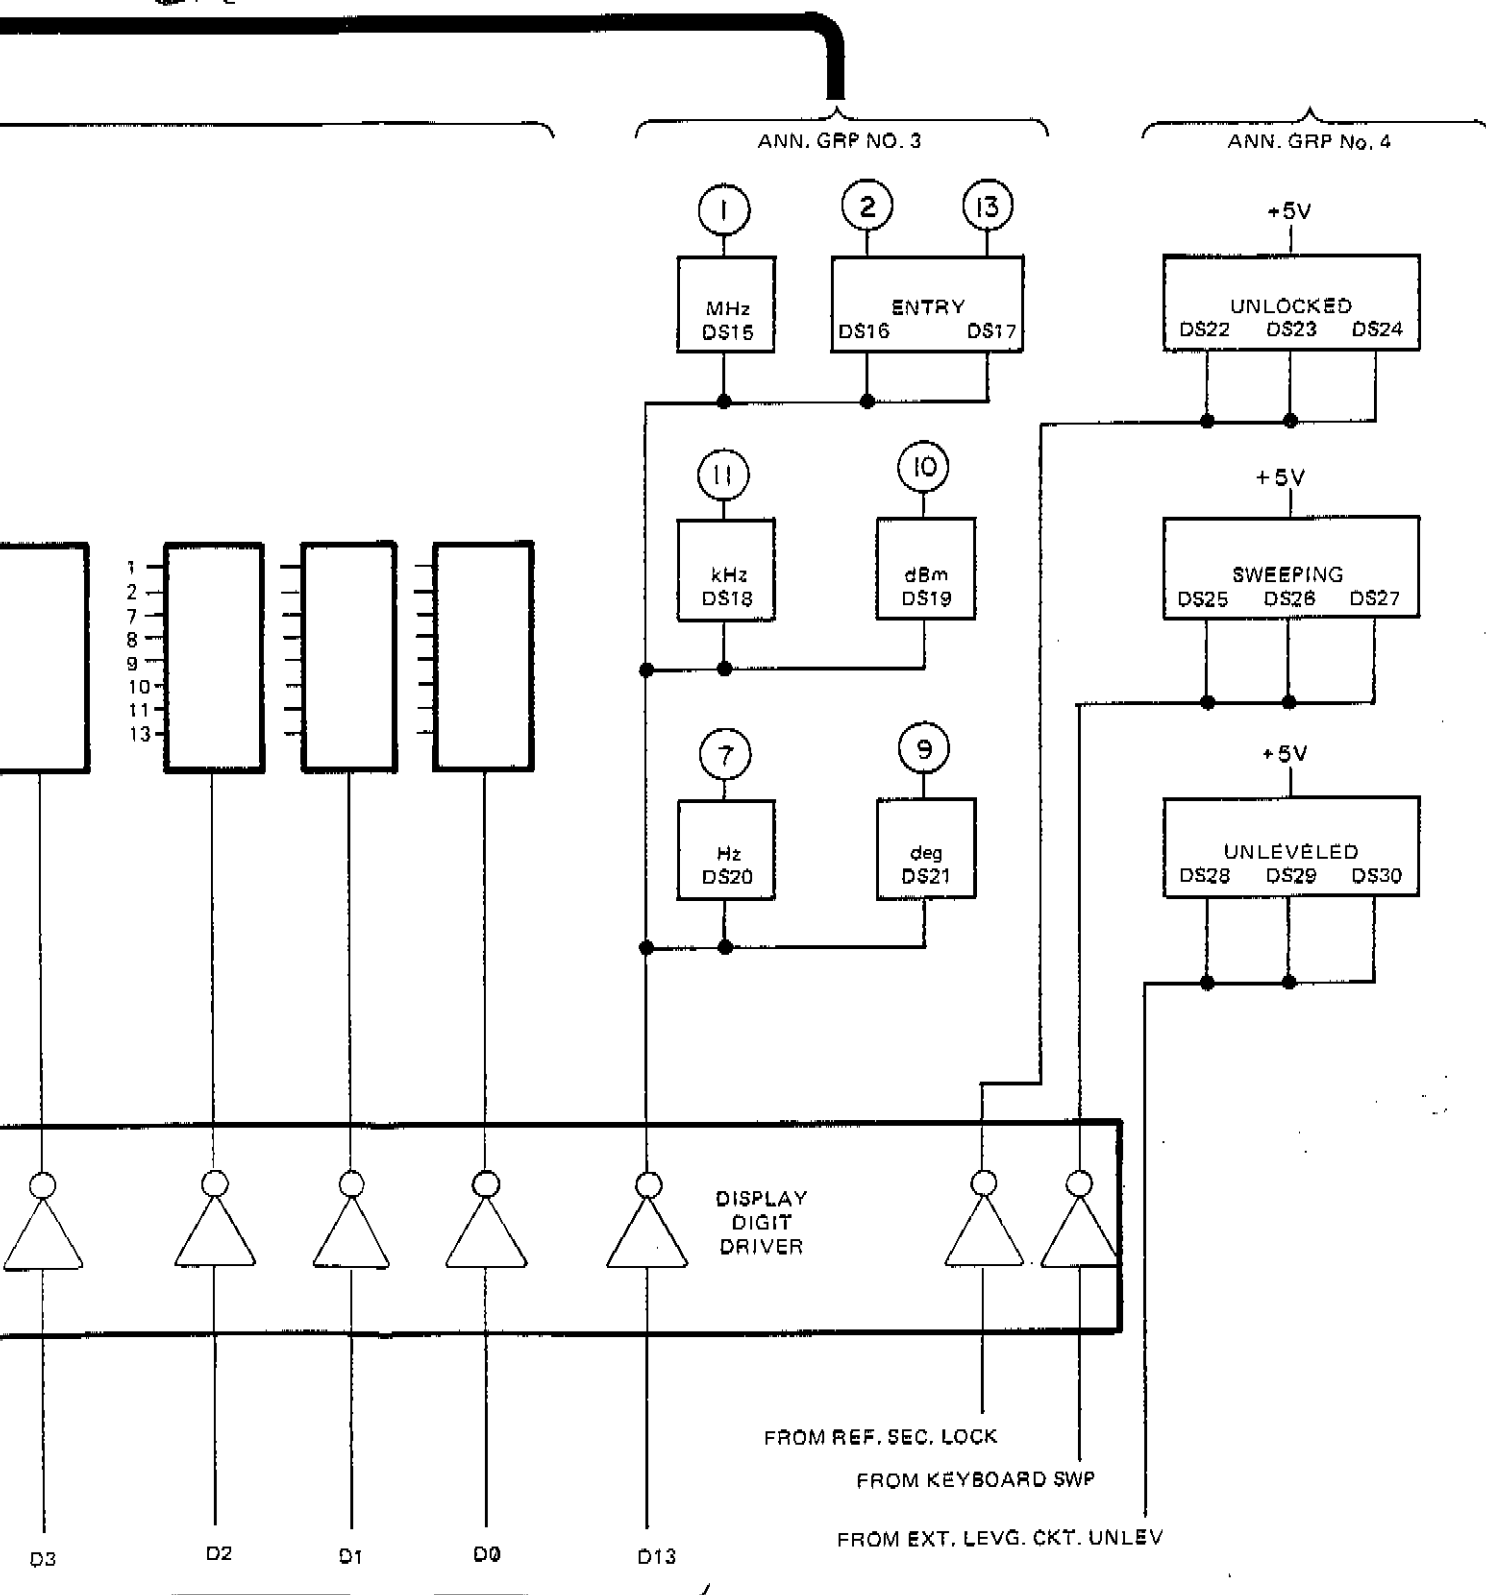 ANN. GRP NO. 3
ANN. GRP No. 4
1
2
13
+5V
MHz
DS15
ENTRY
DS16 DS17
UNLOCKED
DS22 DS23 DS24
11
10
+5V
kHz
DS18
dBm
DS19
SWEEPING
DS25 DS26 DS27
1
2
7
8
9
10
11
13
7
9
+5V
Hz
DS20
deg
DS21
UNLEVELED
DS28 DS29 DS30
DISPLAY
DIGIT
DRIVER
FROM REF. SEC. LOCK
FROM KEYBOARD SWP
FROM EXT. LEVG. CKT. UNLEV
D3 D2 D1 D0 D13